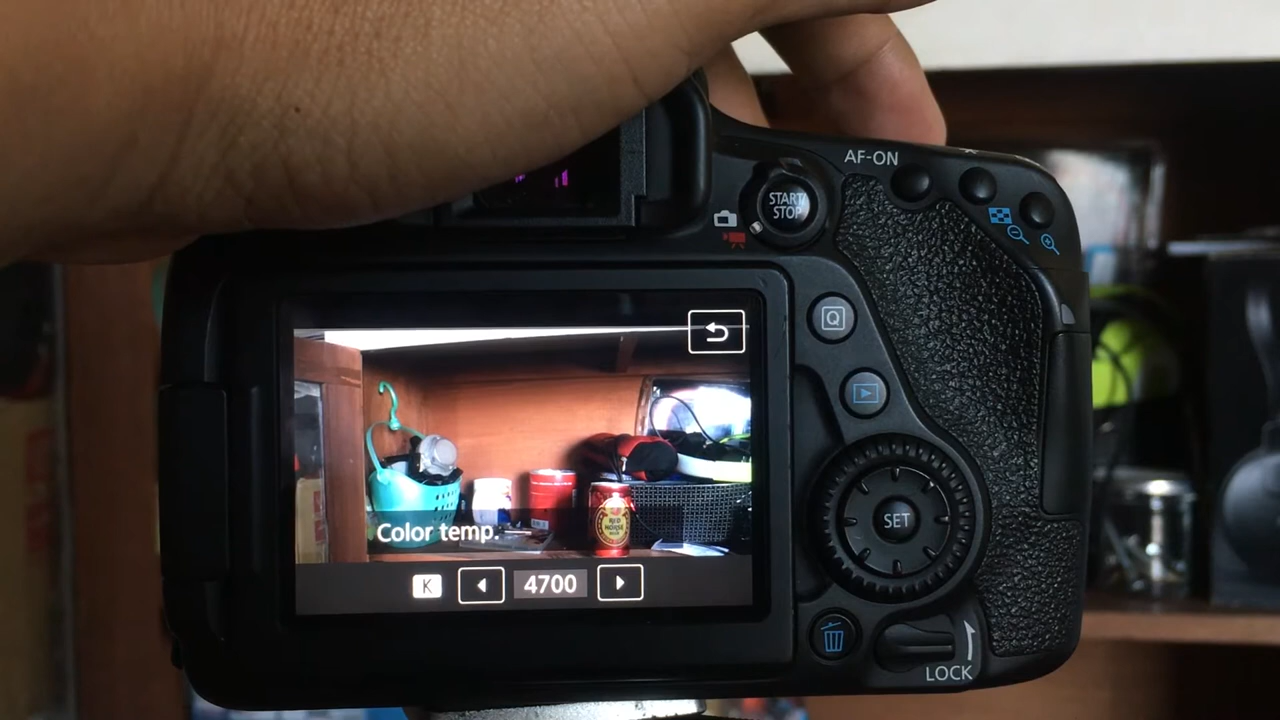 AF-ON
START/
STOP
Q
SET
RED
HORSE
Color temp.
K
4700
LOCK